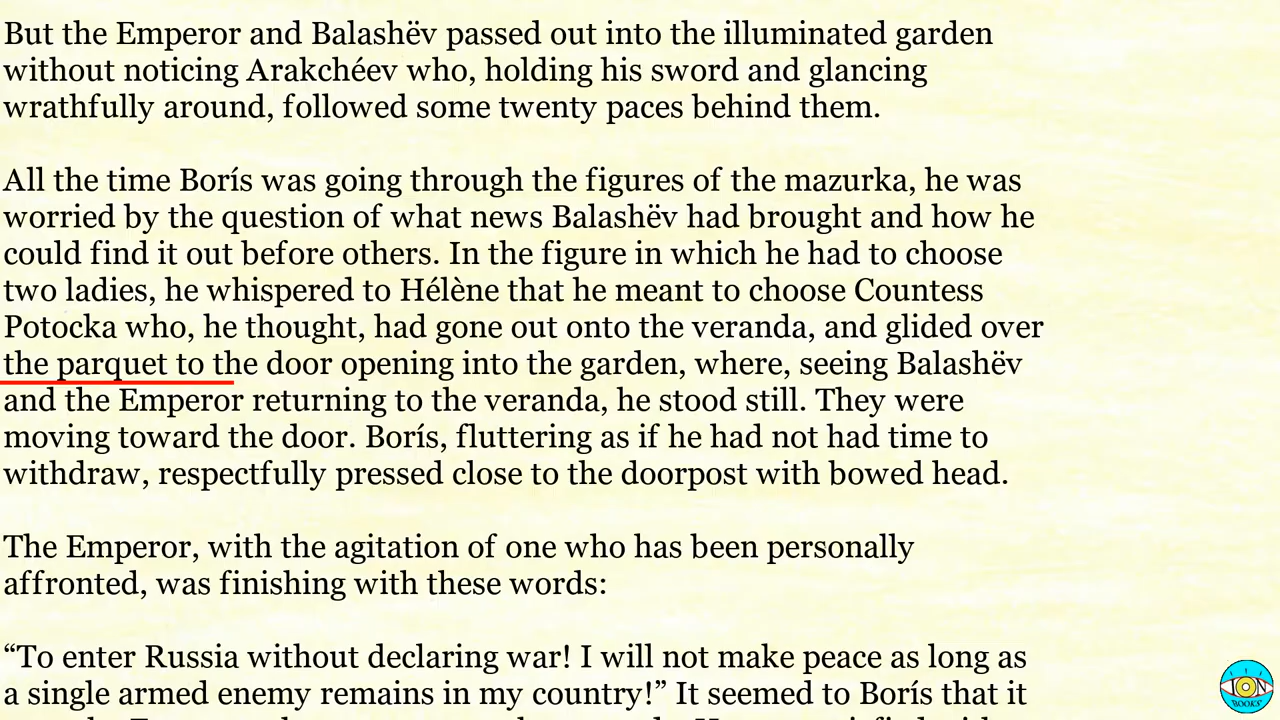 But the Emperor and Balashëv passed out into the illuminated garden
without noticing Arakchéev who, holding his sword and glancing
wrathfully around, followed some twenty paces behind them.
All the time Borís was going through the figures of the mazurka, he was
worried by the question of what news Balashëv had brought and how he
could find it out before others. In the figure in which he had to choose
two ladies, he whispered to Hélène that he meant to choose Countess
Potocka who, he thought, had gone out onto the veranda, and glided over
the parquet to the door opening into the garden, where, seeing Balashëv
and the Emperor returning to the veranda, he stood still. They were
moving toward the door. Borís, fluttering as if he had not had time to
withdraw, respectfully pressed close to the doorpost with bowed head.
The Emperor, with the agitation of one who has been personally
affronted, was finishing with these words:
“To enter Russia without declaring war! I will not make peace as long as
a single armed enemy remains in my country!” It seemed to Borís that it
ION
BOOKS